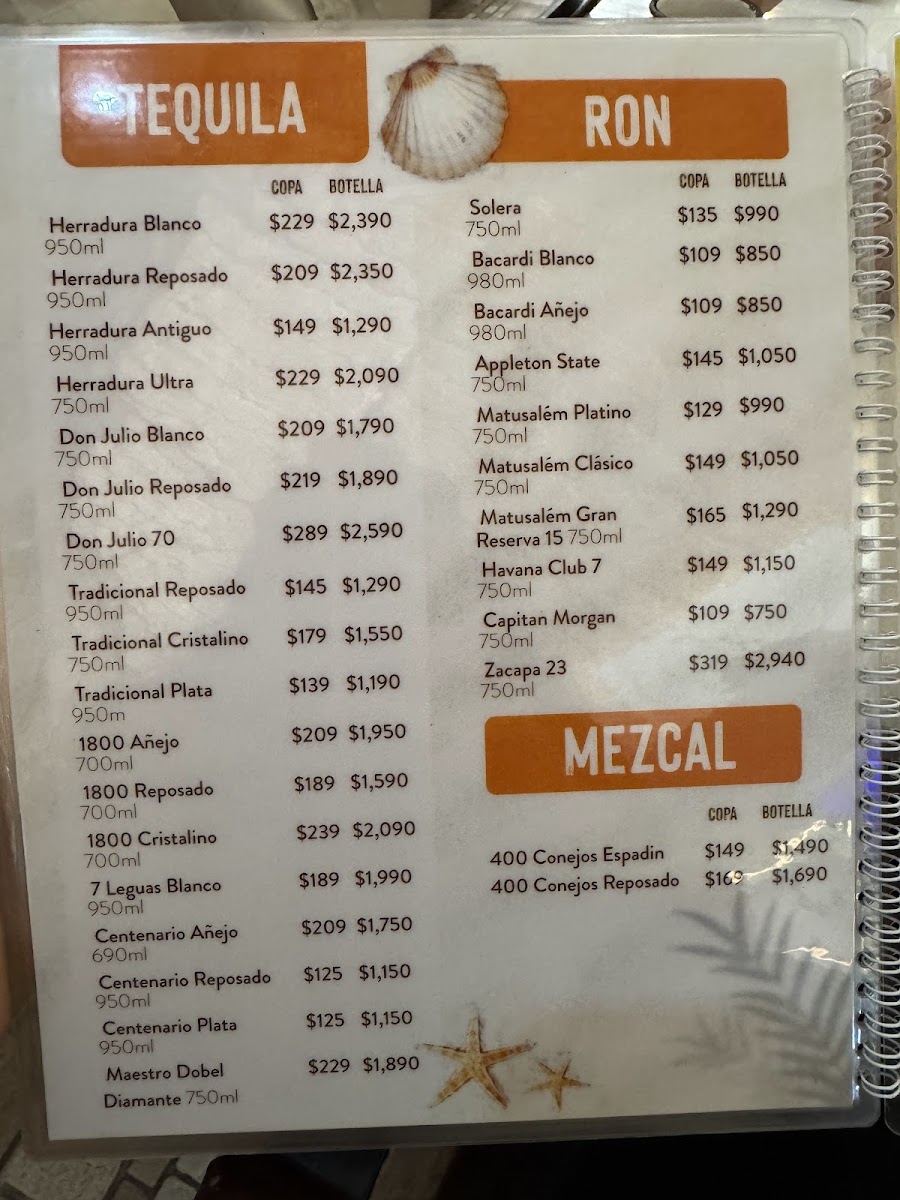 TEQUILA
COPA BOTELLA
Herradura Blanco $229 $2,390
950ml
Herradura Reposado $209 $2,350
950ml
Herradura Antiguo $149 $1,290
950ml
Herradura Ultra $229 $2,090
750ml
Don Julio Blanco $209 $1,790
750ml
Don Julio Reposado $219 $1,890
750ml
Don Julio 70 $289 $2,590
750ml
Tradicional Reposado $145 $1,290
950ml
Tradicional Cristalino $179 $1,550
750ml
Tradicional Plata $139 $1,190
950m
1800 Añejo $209 $1,950
700ml
1800 Reposado $189 $1,590
700ml
1800 Cristalino $239 $2,090
700ml
7 Leguas Blanco $189 $1,990
950ml
Centenario Añejo $209 $1,750
690ml
Centenario Reposado $125 $1,150
950ml
Centenario Plata $125 $1,150
950ml
Maestro Dobel $229 $1,890
Diamante 750ml
RON
COPA BOTELLA
Solera $135 $990
750ml
Bacardi Blanco $109 $850
980ml
Bacardi Añejo $109 $850
980ml
Appleton State $145 $1,050
750ml
Matusalém Platino $129 $990
750ml
Matusalém Clásico $149 $1,050
750ml
Matusalém Gran $165 $1,290
Reserva 15 750ml
Havana Club 7 $149 $1,150
750ml
Capitan Morgan $109 $750
750ml
Zacapa 23 $319 $2,940
750ml
MEZCAL
COPA BOTELLA
400 Conejos Espadin $149 $1,490
400 Conejos Reposado $169 $1,690